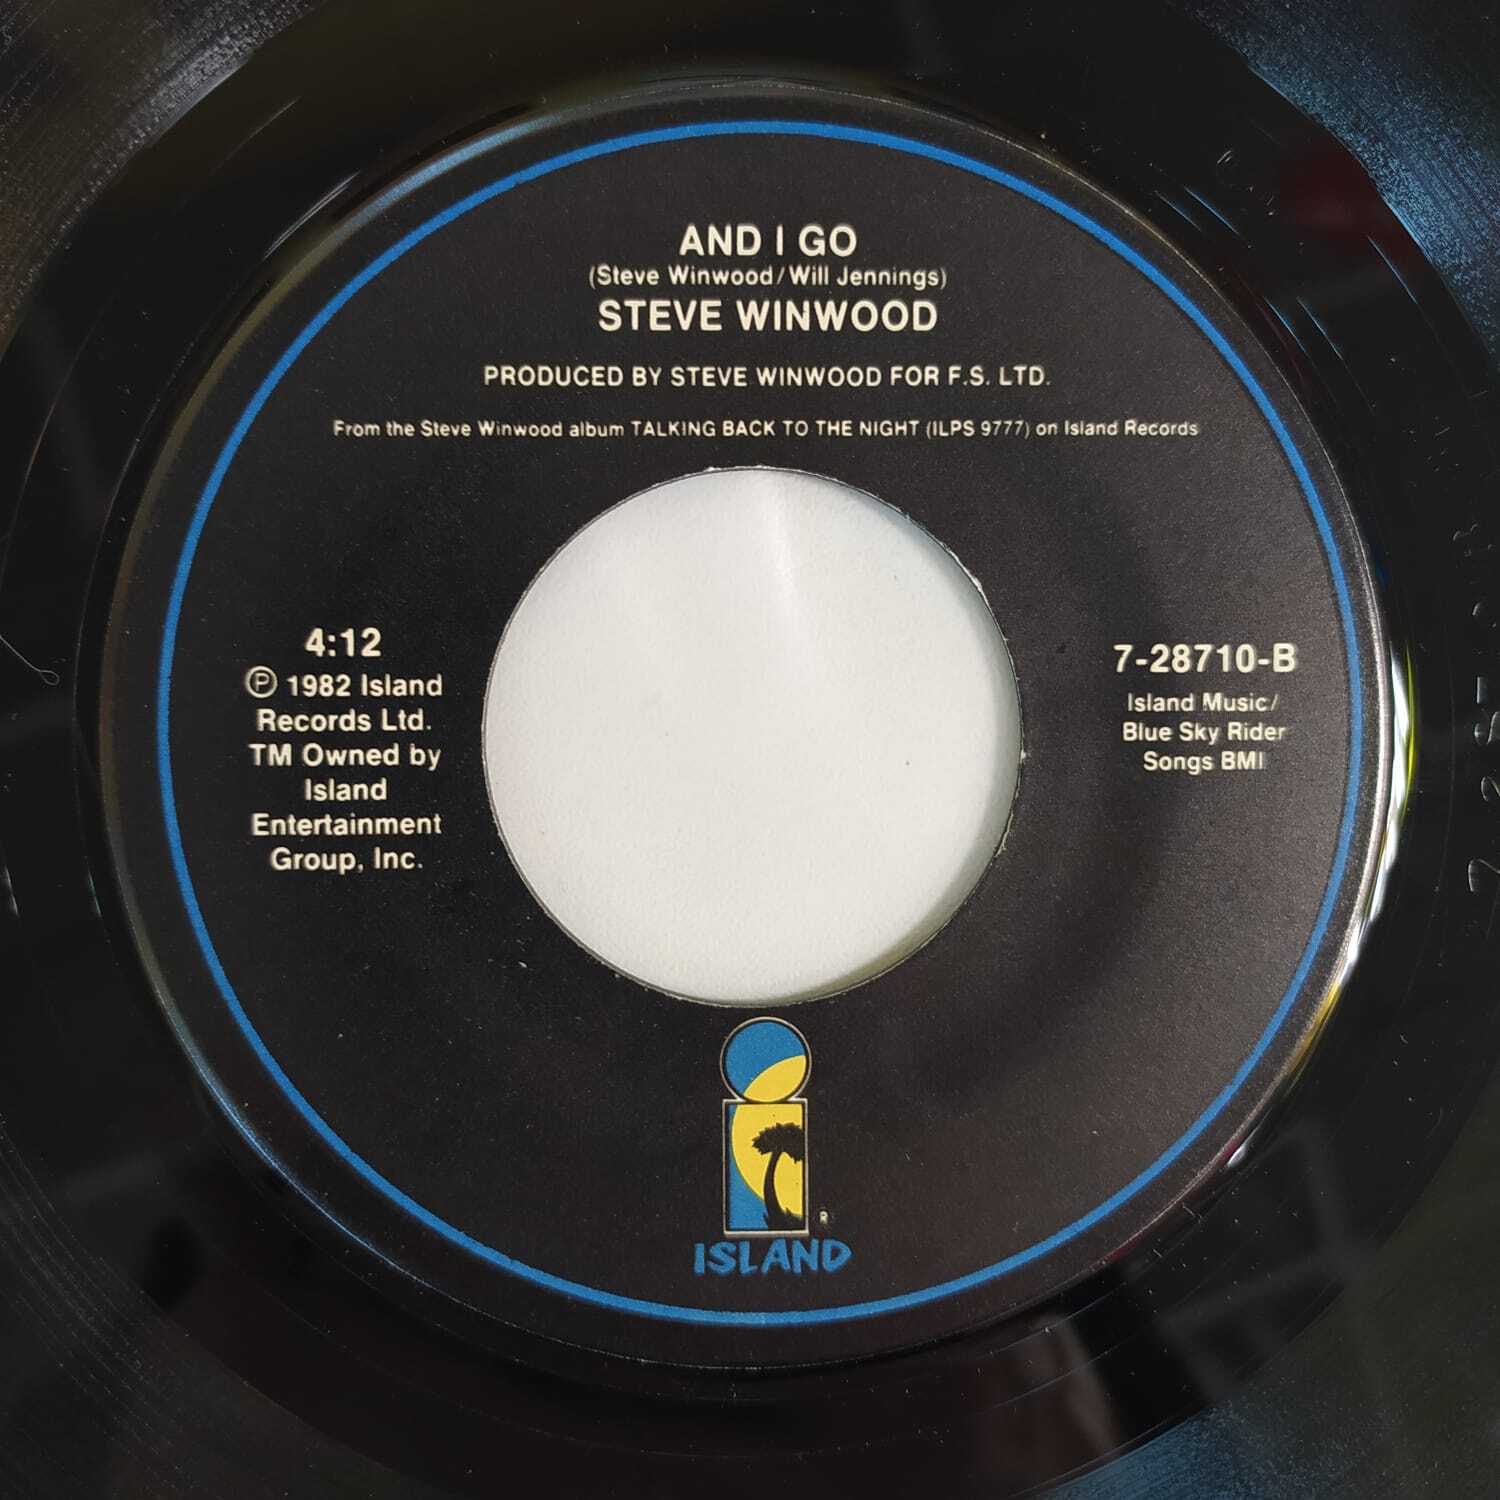 AND I GO
(Steve Winwood/Will Jennings)
STEVE WINWOOD
PRODUCED BY STEVE WINWOOD FOR F.S. LTD.
From the Steve Winwood album TALKING BACK TO THE NIGHT (ILPS 9777) on Island Records
4:12
℗ 1982 Island
Records Ltd.
TM Owned by
Island
Entertainment
Group, Inc.
7-28710-B
Island Music/
Blue Sky Rider
Songs BMI
R
ISLAND